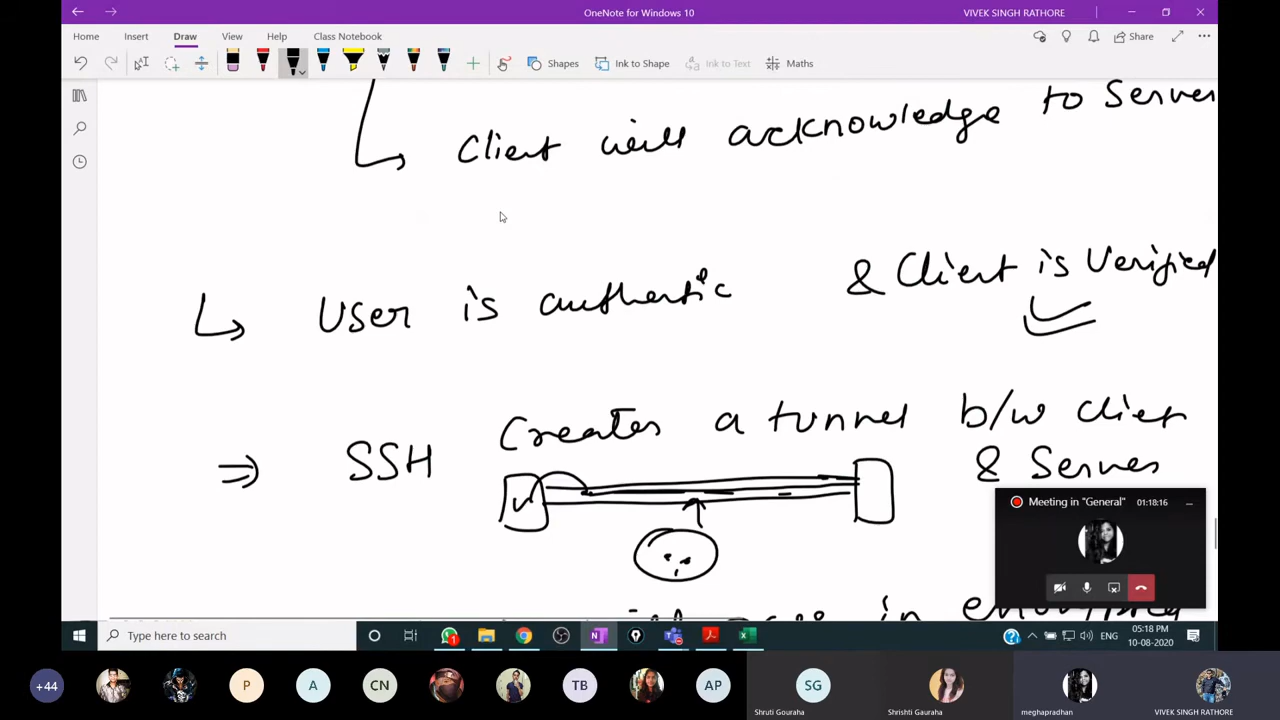 OneNote for Windows 10
VIVEK SINGH RATHORE
Home Insert Draw View Help Class Notebook
Share
Shapes Ink to Shape Ink to Text Maths
Client will acknowledge to Server
User is authentic & Client is Verified
SSH Creates a tunnel b/w client
& Server
Meeting in "General" 01:18:16
in
Type here to search
1
ENG
05:18 PM
10-08-2020
+44 P A CN TB AP SG
Shruti Gouraha Shrishti Gauraha meghapradhan VIVEK SINGH RATHORE